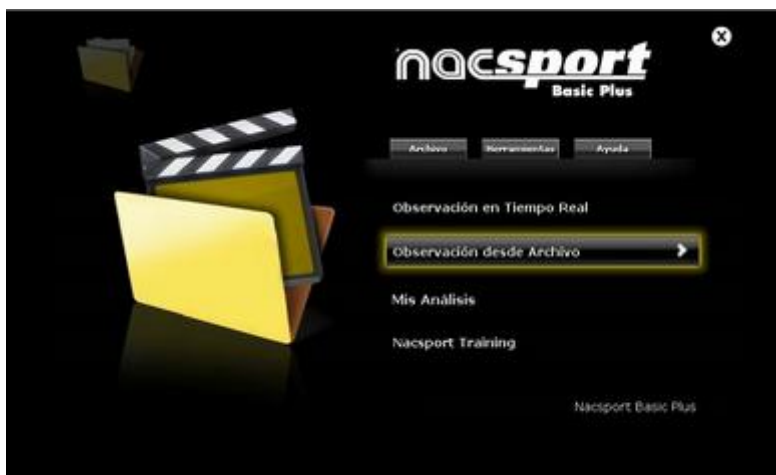 nacsport
Basic Plus
Archivo Herramientas Ayuda
Observación en Tiempo Real
Observación desde Archivo
Mis Análisis
Nacsport Training
Nacsport Basic Plus